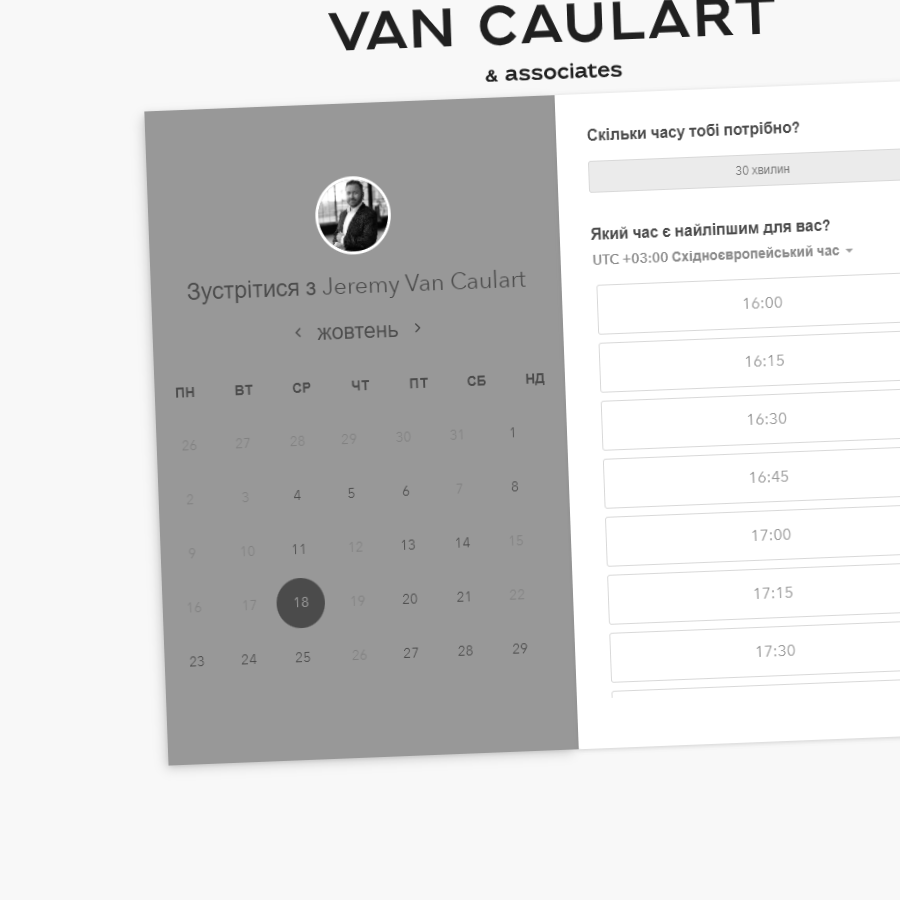 VAN CAULART
& associates
Зустрітися з Jeremy Van Caulart
жовтень
ПН ВТ СР ЧТ ПТ СБ НД
26 27 28 29 30 31 1
2 3 4 5 6 7 8
9 10 11 12 13 14 15
16 17 18 19 20 21 22
23 24 25 26 27 28 29
Скільки часу тобі потрібно?
30 хвилин
Який час є найліпшим для вас?
UTC +03:00 Східноєвропейський час
16:00
16:15
16:30
16:45
17:00
17:15
17:30